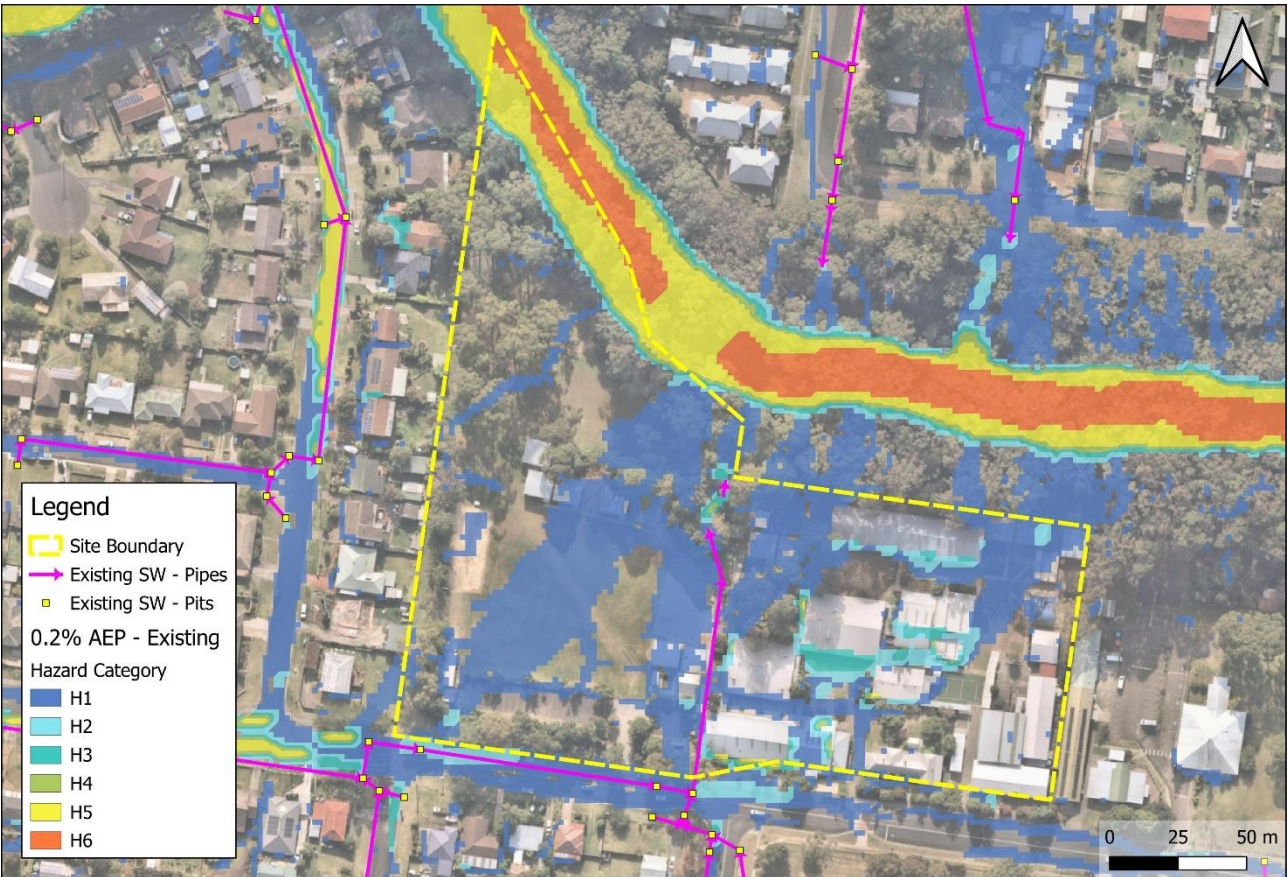 Legend
Site Boundary
Existing SW - Pipes
Existing SW - Pits
0.2% AEP - Existing
Hazard Category
H1
H2
H3
H4
H5
H6
0 25 50 m